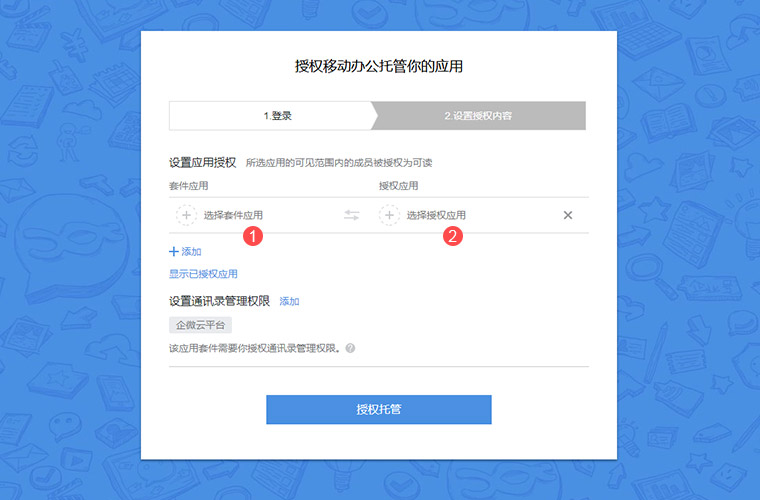 授权移动办公托管你的应用
1.登录 2.设置授权内容
设置应用授权 所选应用的可见范围内的成员被授权为可读
套件应用 授权应用
选择套件应用 选择授权应用
1 2
添加
显示已授权应用
设置通讯录管理权限 添加
企微云平台
该应用套件需要你授权通讯录管理权限。
授权托管